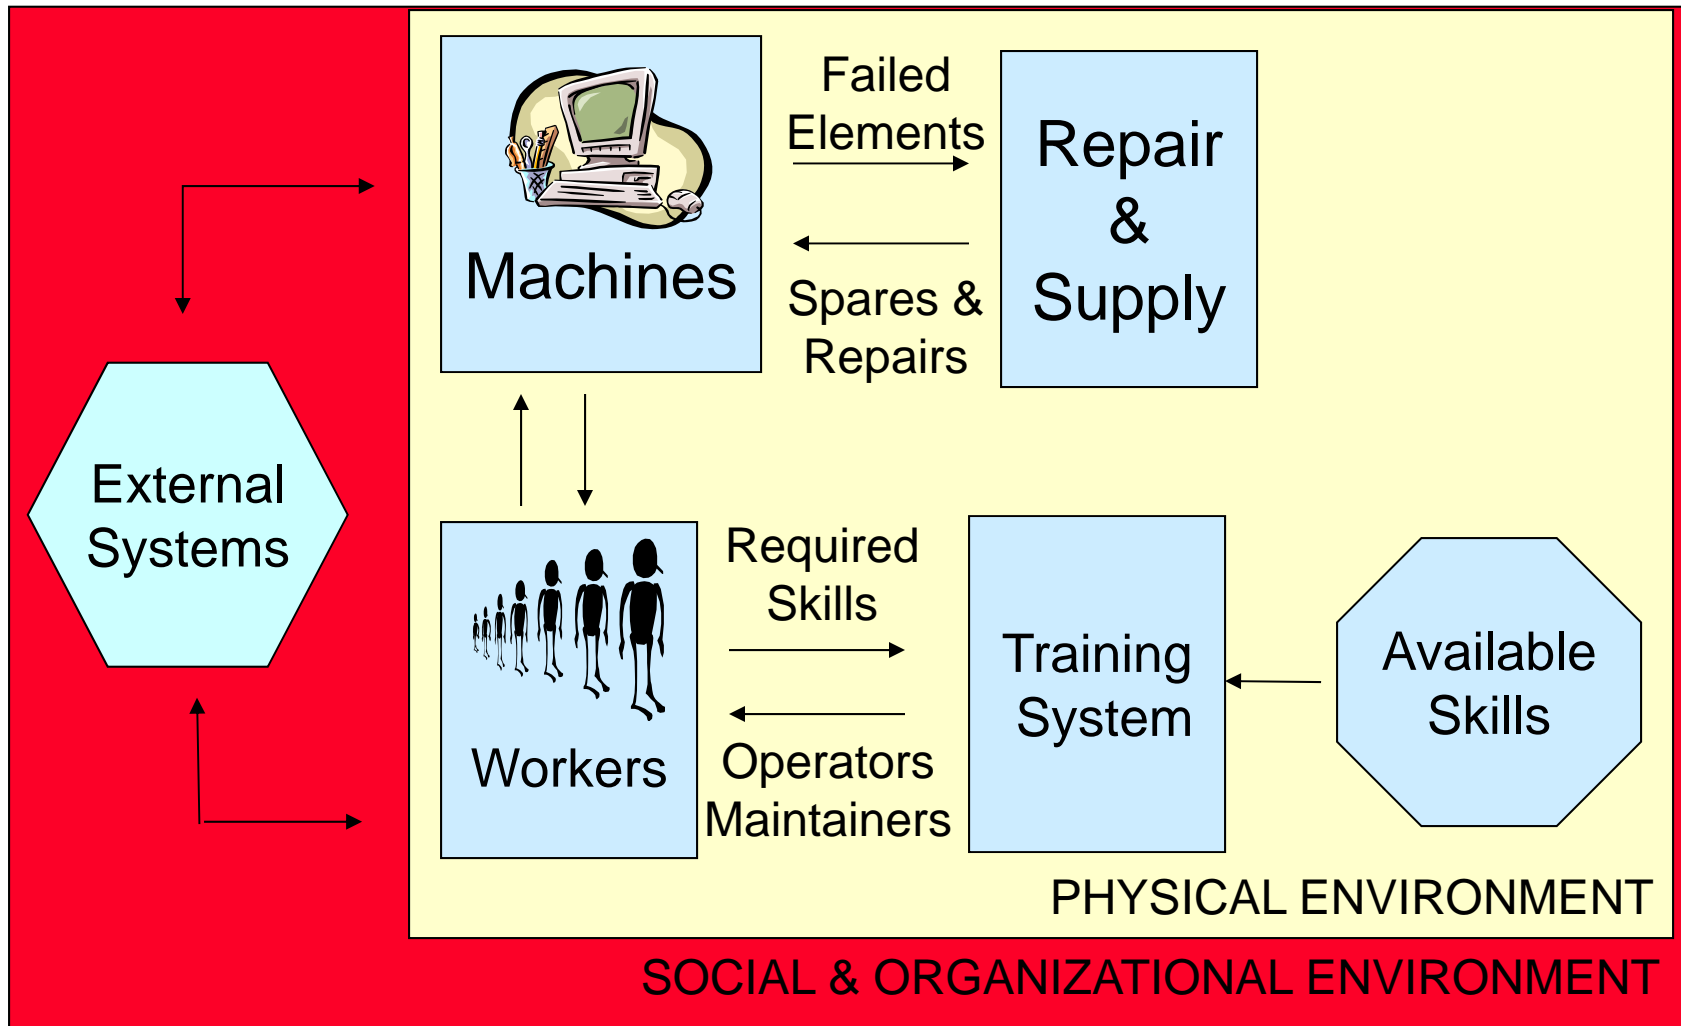 Machines
Failed
Elements
Spares &
Repairs
Repair
&
Supply
External
Systems
Workers
Required
Skills
Operators
Maintainers
Training
System
Available
Skills
PHYSICAL ENVIRONMENT
SOCIAL & ORGANIZATIONAL ENVIRONMENT